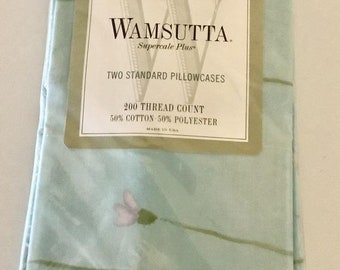 WAMSUTTA®
Supercale Plus®
TWO STANDARD PILLOWCASES
200 THREAD COUNT
50% COTTON-50% POLYESTER
MADE IN USA